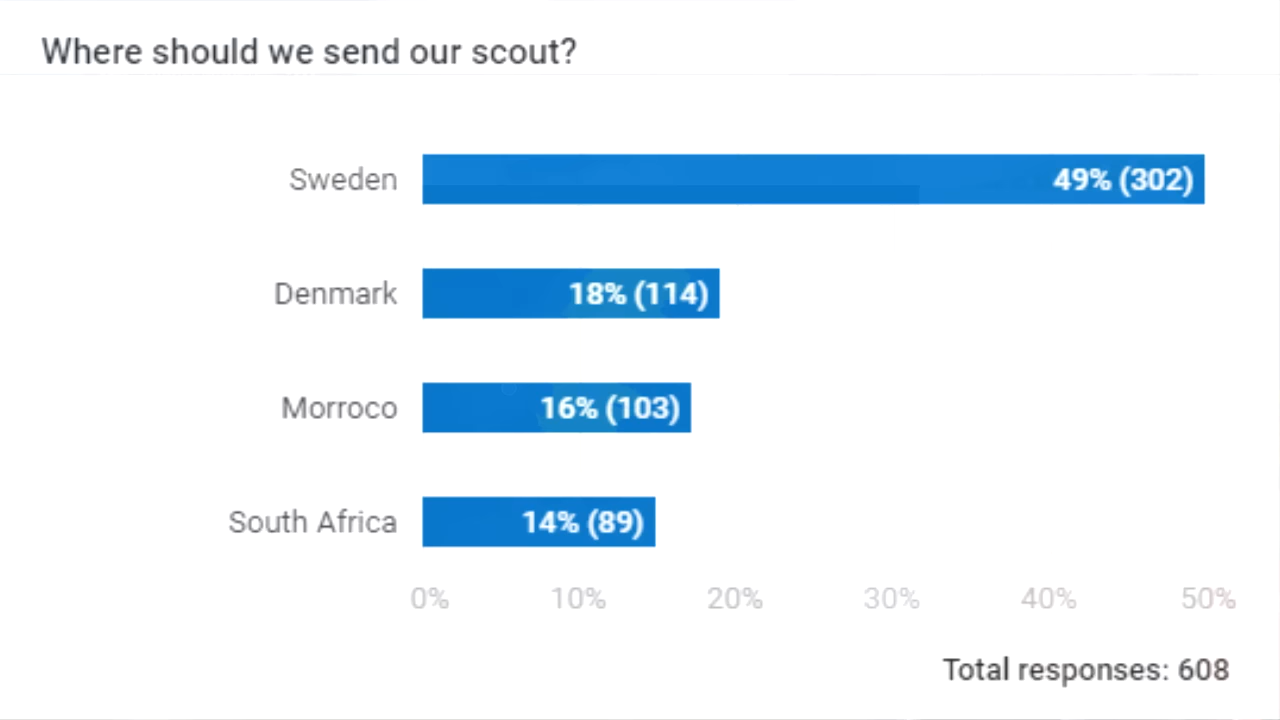 Where should we send our scout?
Sweden 49% (302)
Denmark 18% (114)
Morroco 16% (103)
South Africa 14% (89)
0% 10% 20% 30% 40% 50%
Total responses: 608